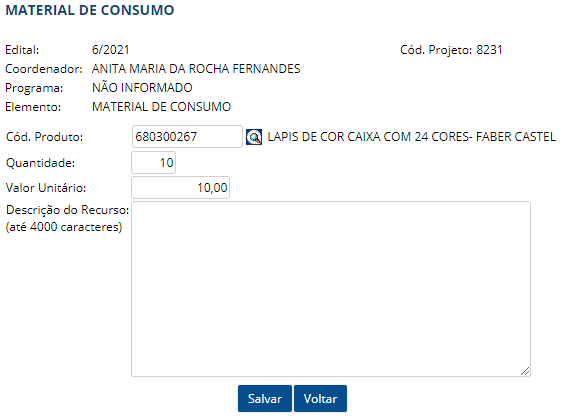 MATERIAL DE CONSUMO
Edital: 6/2021 Cód. Projeto: 8231
Coordenador: ANITA MARIA DA ROCHA FERNANDES
Programa: NÃO INFORMADO
Elemento: MATERIAL DE CONSUMO
Cód. Produto: 680300267 LAPIS DE COR CAIXA COM 24 CORES- FABER CASTEL
Quantidade: 10
Valor Unitário: 10,00
Descrição do Recurso:
(até 4000 caracteres)
Salvar Voltar